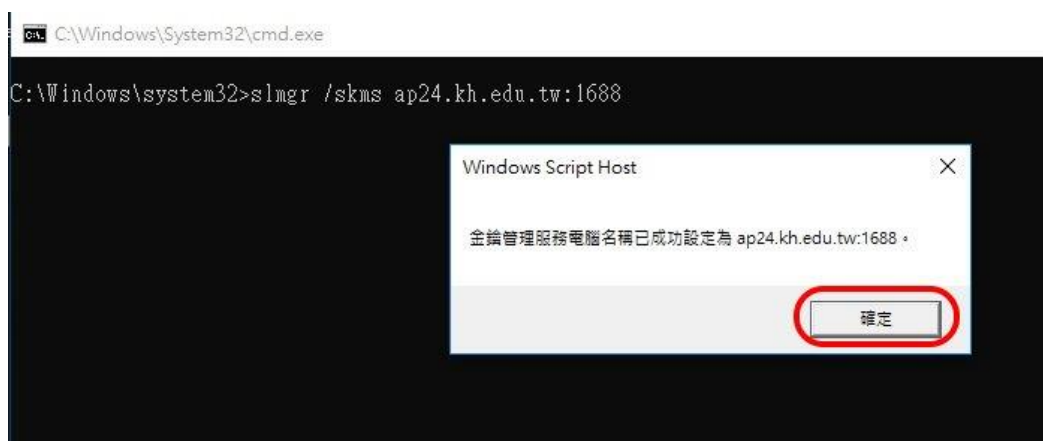 C:\Windows\System32\cmd.exe
C:\Windows\system32>slmgr /skms ap24.kh.edu.tw:1688
Windows Script Host
金鑰管理服務電腦名稱已成功設定為 ap24.kh.edu.tw:1688。
確定